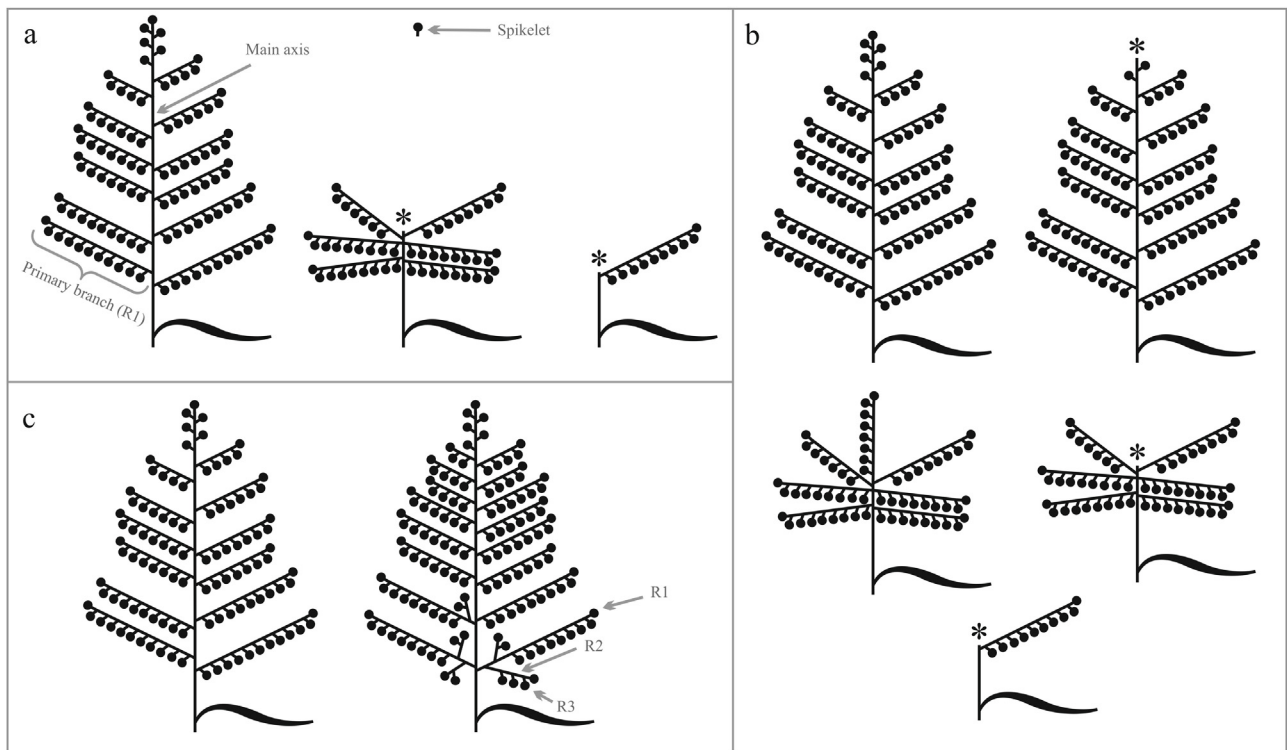 a
Spikelet
Main axis
*
*
Primary branch (R1)
b
*
*
*
c
R1
R2
R3